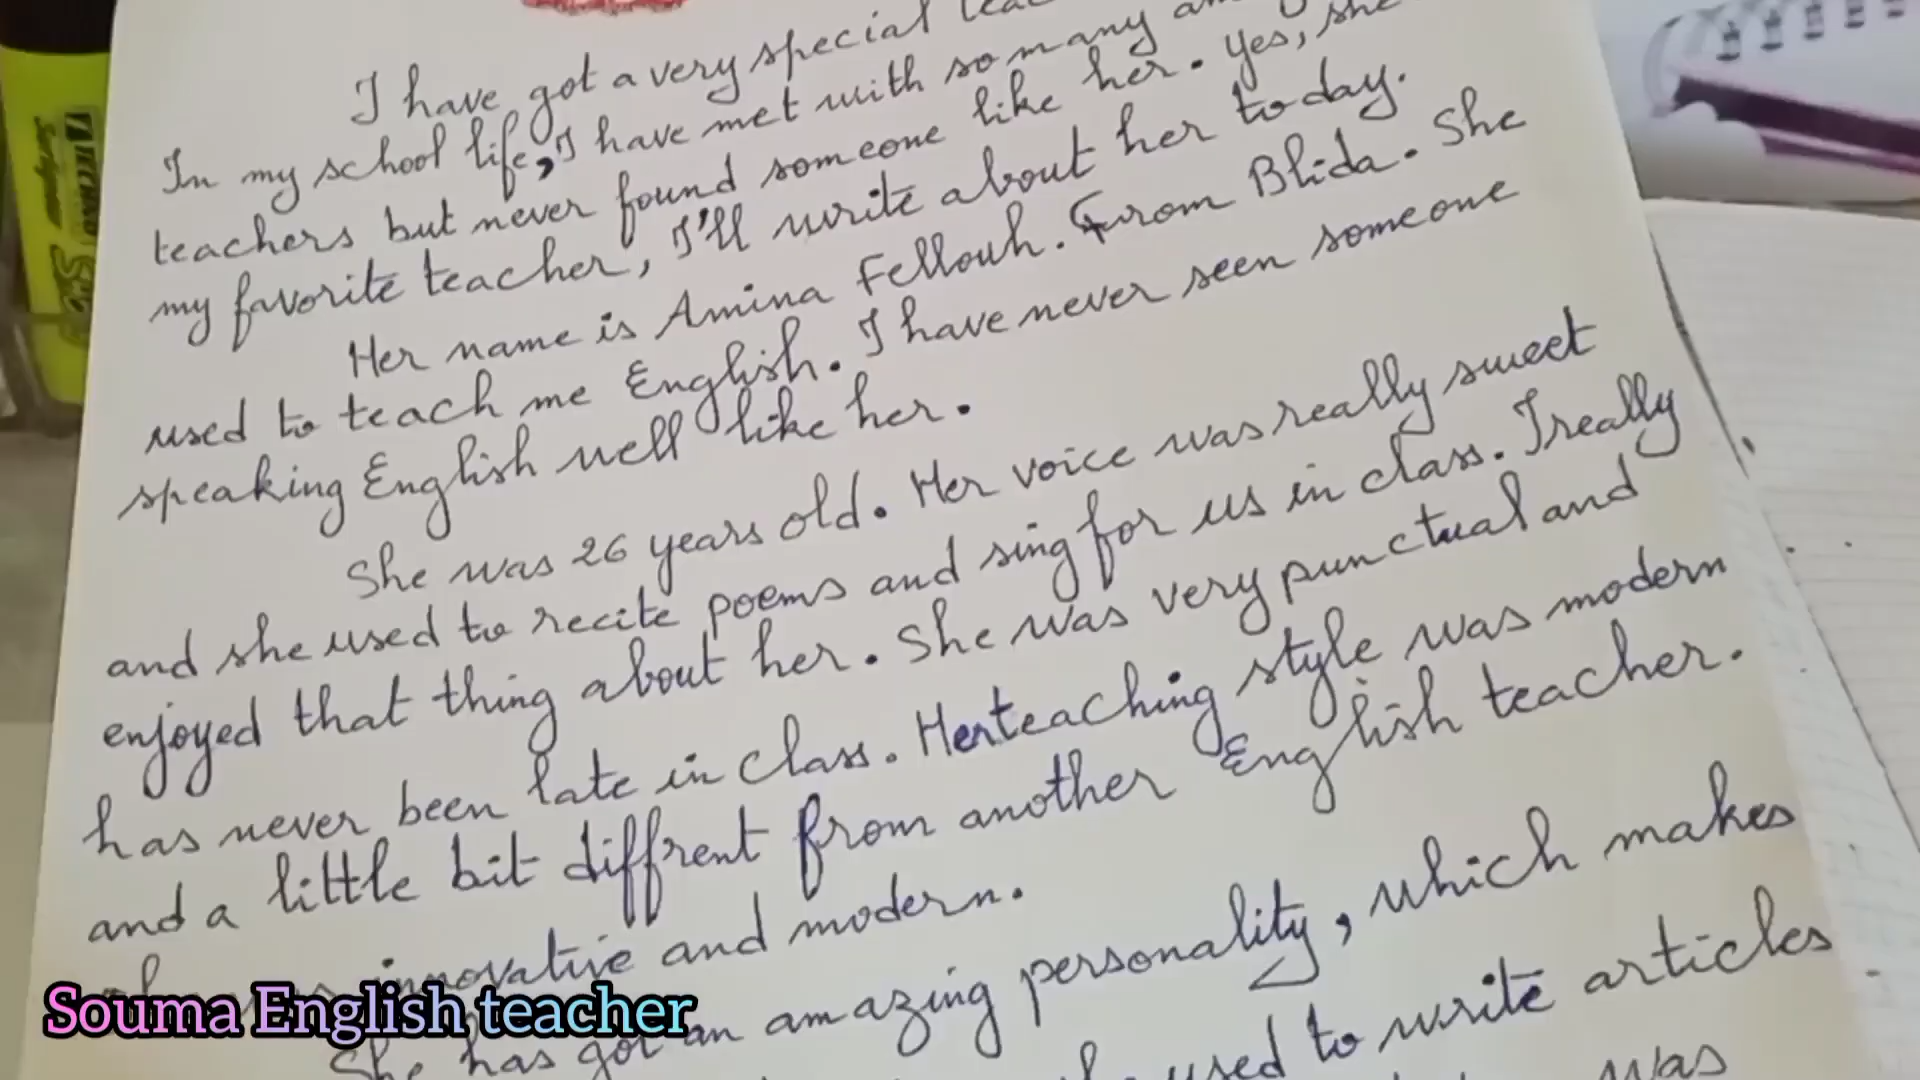 I have got a very special
In my school life, I have met with so many
teachers but never found someone like her. Yes, she
my favorite teacher, I'll write about her today.
Her name is Amina Fellouh. From Blida. She
used to teach me English. I have never seen someone
speaking English well like her.
She was 26 years old. Her voice was really sweet
and she used to recite poems and sing for us in class. I really
enjoyed that thing about her. She was very punctual and
has never been late in class. Her teaching style was modern
and a little bit diffrent from another English teacher.
innovative and modern.
She has got an amazing personality, which makes
used to write articles
was
Souma English teacher
TECHNO